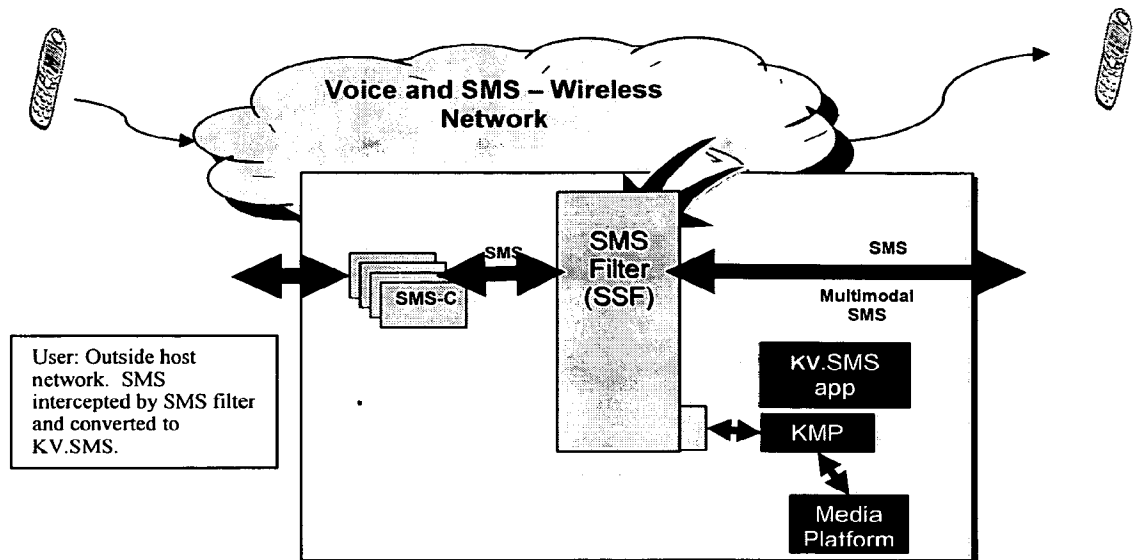 Voice and SMS – Wireless
Network
SMS
Filter
(SSF)
SMS
SMS-C
SMS
Multimodal
SMS
User: Outside host
network. SMS
intercepted by SMS filter
and converted to
KV.SMS.
KV.SMS
app
KMP
Media
Platform